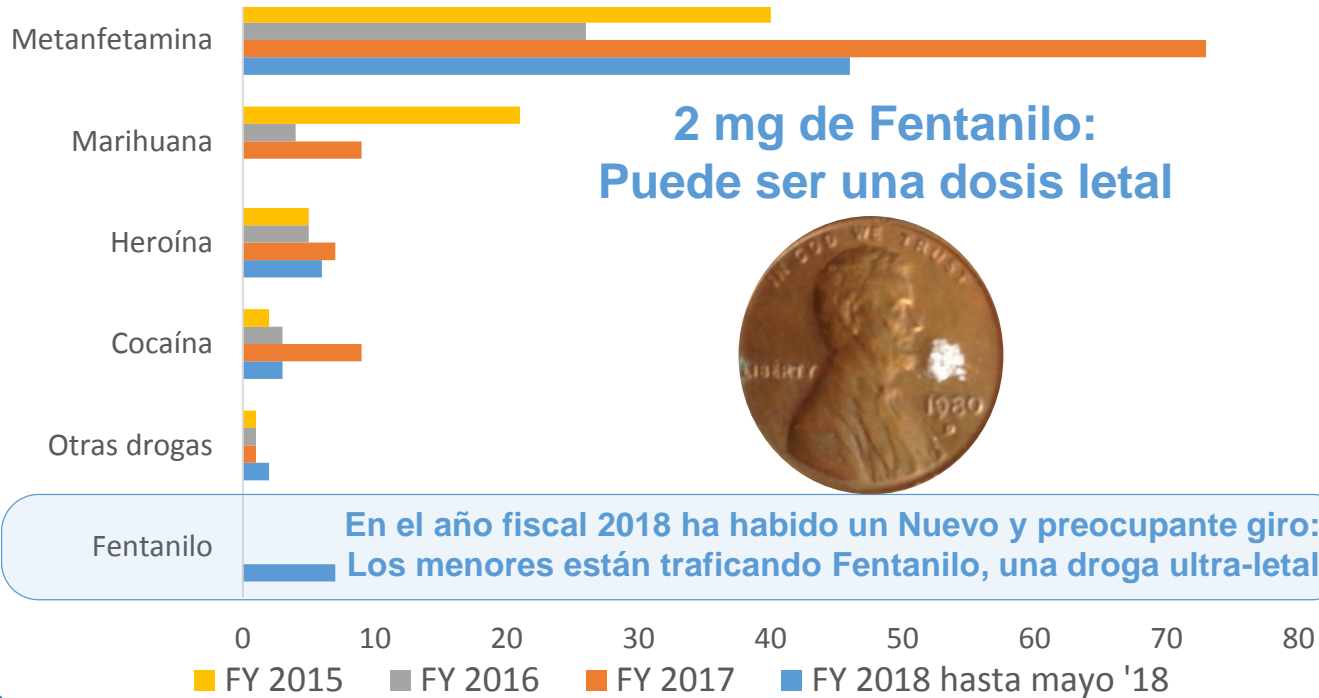 Metanfetamina
Marihuana
2 mg de Fentanilo:
Puede ser una dosis letal
Heroína
IN GOD WE TRUST
LIBERTY
1980
D
Cocaína
Otras drogas
Fentanilo
En el año fiscal 2018 ha habido un Nuevo y preocupante giro:
Los menores están traficando Fentanilo, una droga ultra-letal
0 10 20 30 40 50 60 70 80
FY 2015 FY 2016 FY 2017 FY 2018 hasta mayo '18